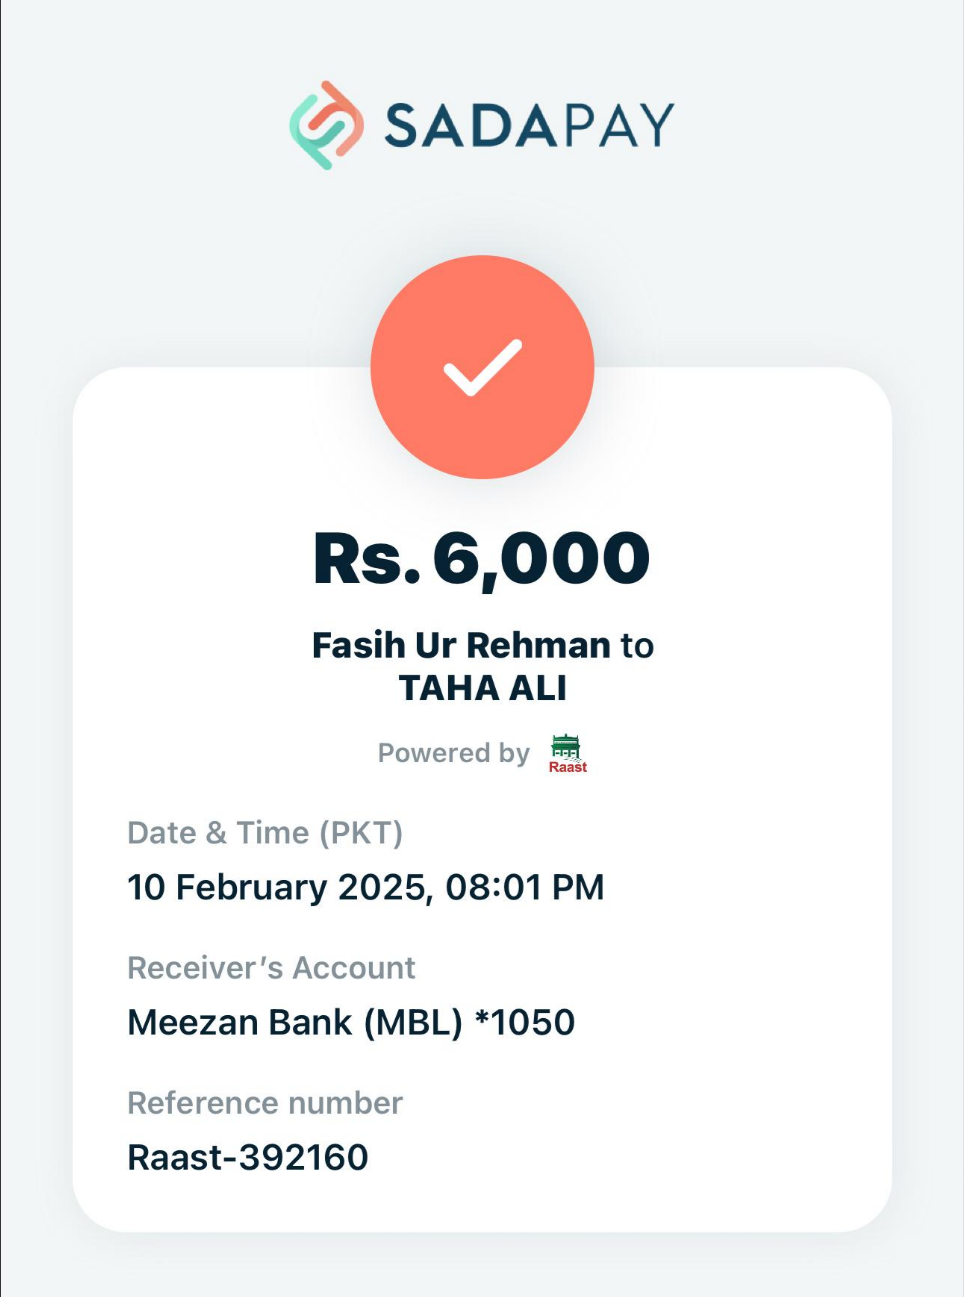 SADAPAY
Rs. 6,000
Fasih Ur Rehman to
TAHA ALI
Powered by Raast
Date & Time (PKT)
10 February 2025, 08:01 PM
Receiver’s Account
Meezan Bank (MBL) *1050
Reference number
Raast-392160